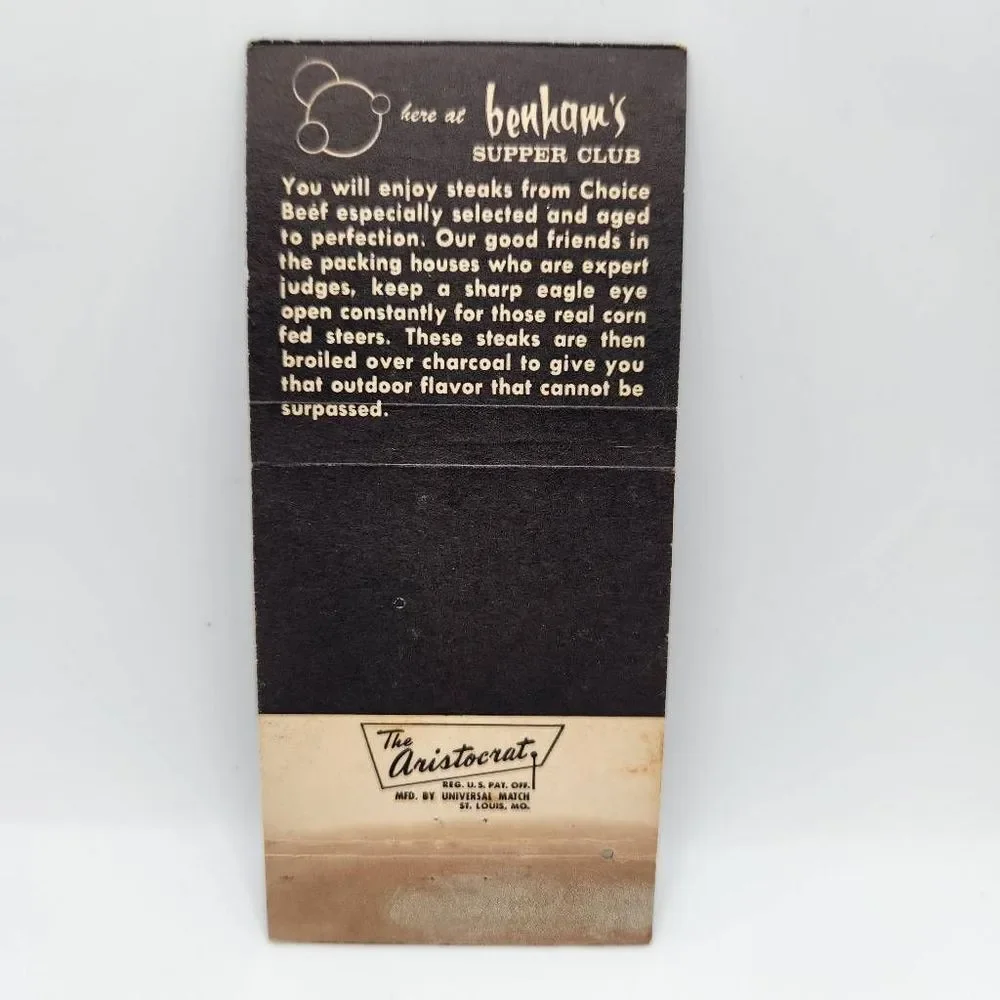 here at benham's
SUPPER CLUB
You will enjoy steaks from Choice
Beef especially selected and aged
to perfection. Our good friends in
the packing houses who are expert
judges, keep a sharp eagle eye
open constantly for those real corn
fed steers. These steaks are then
broiled over charcoal to give you
that outdoor flavor that cannot be
surpassed.
The
Aristocrat
REG. U.S. PAT. OFF.
MFD. BY UNIVERSAL MATCH
ST. LOUIS, MO.